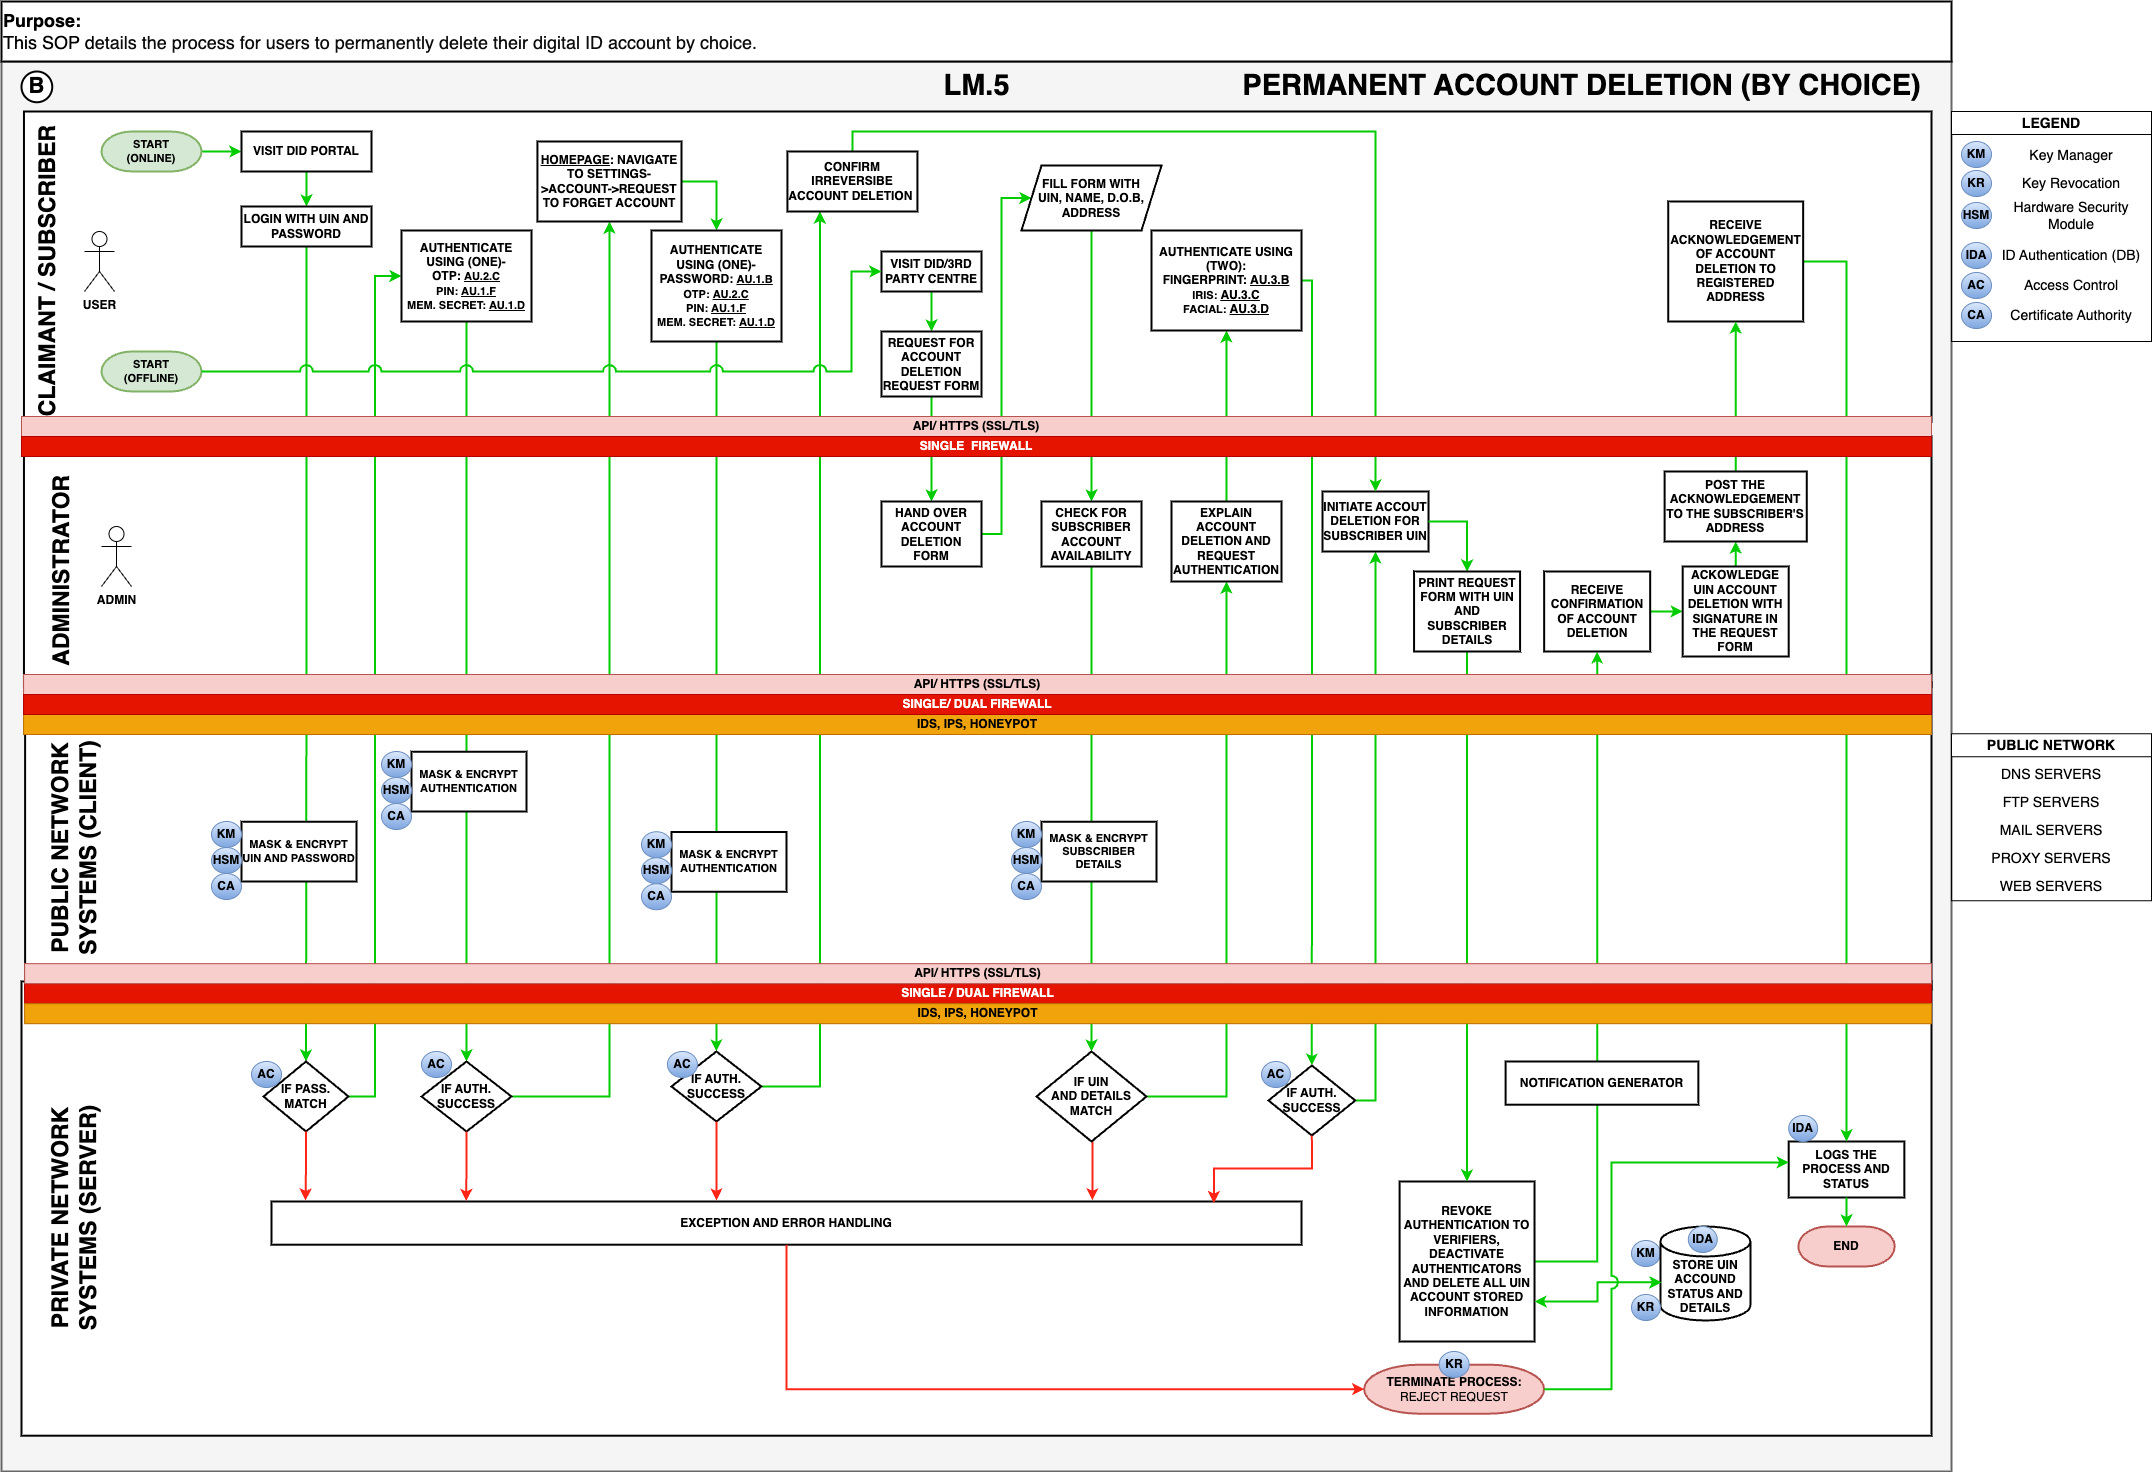 Purpose:
This SOP details the process for users to permanently delete their digital ID account by choice.
B
LM.5
PERMANENT ACCOUNT DELETION (BY CHOICE)
CLAIMANT / SUBSCRIBER
START
(ONLINE)
VISIT DID PORTAL
LOGIN WITH UIN AND
PASSWORD
USER
START
(OFFLINE)
AUTHENTICATE
USING (ONE)-
OTP: AU.2.C
PIN: AU.1.F
MEM. SECRET: AU.1.D
HOMEPAGE: NAVIGATE
TO SETTINGS-
>ACCOUNT->REQUEST
TO FORGET ACCOUNT
AUTHENTICATE
USING (ONE)-
PASSWORD: AU.1.B
OTP: AU.2.C
PIN: AU.1.F
MEM. SECRET: AU.1.D
CONFIRM
IRREVERSIBE
ACCOUNT DELETION
VISIT DID/3RD
PARTY CENTRE
REQUEST FOR
ACCOUNT
DELETION
REQUEST FORM
FILL FORM WITH
UIN, NAME, D.O.B,
ADDRESS
AUTHENTICATE USING
(TWO):
FINGERPRINT: AU.3.B
IRIS: AU.3.C
FACIAL: AU.3.D
RECEIVE
ACKNOWLEDGEMENT
OF ACCOUNT
DELETION TO
REGISTERED
ADDRESS
LEGEND
KM Key Manager
KR Key Revocation
HSM Hardware Security
Module
IDA ID Authentication (DB)
AC Access Control
CA Certificate Authority
API/ HTTPS (SSL/TLS)
SINGLE FIREWALL
ADMINISTRATOR
ADMIN
HAND OVER
ACCOUNT
DELETION
FORM
CHECK FOR
SUBSCRIBER
ACCOUNT
AVAILABILITY
EXPLAIN
ACCOUNT
DELETION AND
REQUEST
AUTHENTICATION
INITIATE ACCOUT
DELETION FOR
SUBSCRIBER UIN
PRINT REQUEST
FORM WITH UIN
AND
SUBSCRIBER
DETAILS
RECEIVE
CONFIRMATION
OF ACCOUNT
DELETION
ACKOWLEDGE
UIN ACCOUNT
DELETION WITH
SIGNATURE IN
THE REQUEST
FORM
POST THE
ACKNOWLEDGEMENT
TO THE SUBSCRIBER'S
ADDRESS
API/ HTTPS (SSL/TLS)
SINGLE/ DUAL FIREWALL
IDS, IPS, HONEYPOT
PUBLIC NETWORK
SYSTEMS (CLIENT)
KM
HSM
CA
MASK & ENCRYPT
UIN AND PASSWORD
KM
HSM
CA
MASK & ENCRYPT
AUTHENTICATION
KM
HSM
CA
MASK & ENCRYPT
AUTHENTICATION
KM
HSM
CA
MASK & ENCRYPT
SUBSCRIBER
DETAILS
PUBLIC NETWORK
DNS SERVERS
FTP SERVERS
MAIL SERVERS
PROXY SERVERS
WEB SERVERS
API/ HTTPS (SSL/TLS)
SINGLE / DUAL FIREWALL
IDS, IPS, HONEYPOT
PRIVATE NETWORK
SYSTEMS (SERVER)
AC
IF PASS.
MATCH
AC
IF AUTH.
SUCCESS
AC
IF AUTH.
SUCCESS
IF UIN
AND DETAILS
MATCH
AC
IF AUTH.
SUCCESS
NOTIFICATION GENERATOR
EXCEPTION AND ERROR HANDLING
REVOKE
AUTHENTICATION TO
VERIFIERS,
DEACTIVATE
AUTHENTICATORS
AND DELETE ALL UIN
ACCOUNT STORED
INFORMATION
IDA
LOGS THE
PROCESS AND
STATUS
END
KM
KR
IDA
STORE UIN
ACCOUND
STATUS AND
DETAILS
KR
TERMINATE PROCESS:
REJECT REQUEST